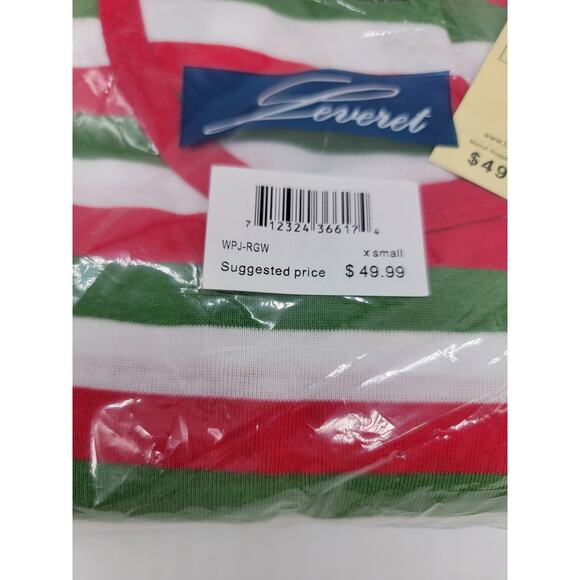 Leveret
$49
7 12324 36617 4
WPJ-RGW
x small
Suggested price $ 49.99